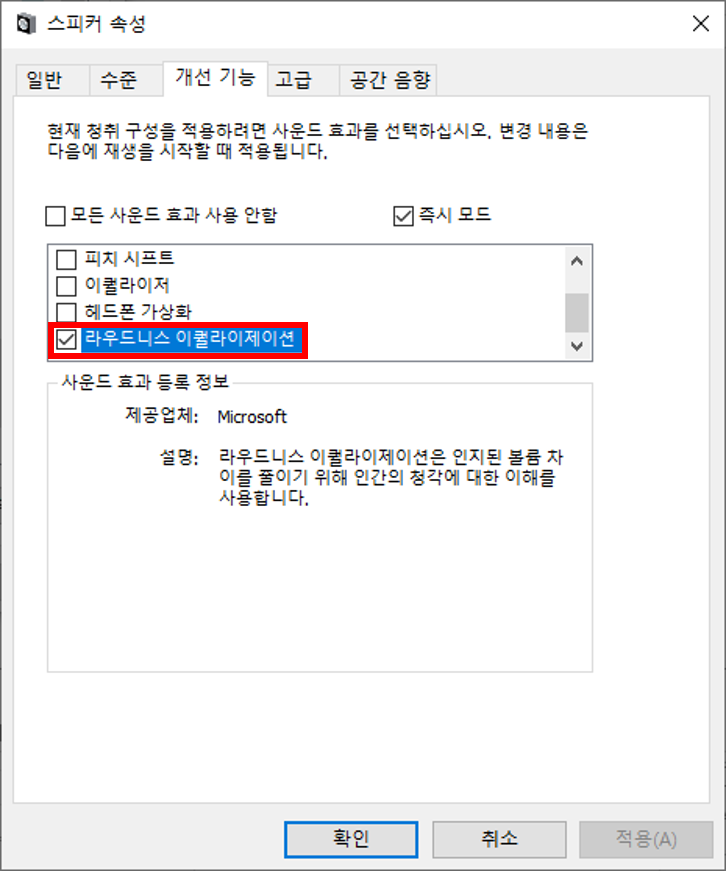 스피커 속성
일반 수준 개선 기능 고급 공간 음향
현재 청취 구성을 적용하려면 사운드 효과를 선택하십시오. 변경 내용은
다음에 재생을 시작할 때 적용됩니다.
모든 사운드 효과 사용 안함 즉시 모드
피치 시프트
이퀄라이저
헤드폰 가상화
라우드니스 이퀄라이제이션
사운드 효과 등록 정보
제공업체: Microsoft
설명: 라우드니스 이퀄라이제이션은 인지된 볼륨 차
이를 풀이기 위해 인간의 청각에 대한 이해를
사용합니다.
확인 취소 적용(A)